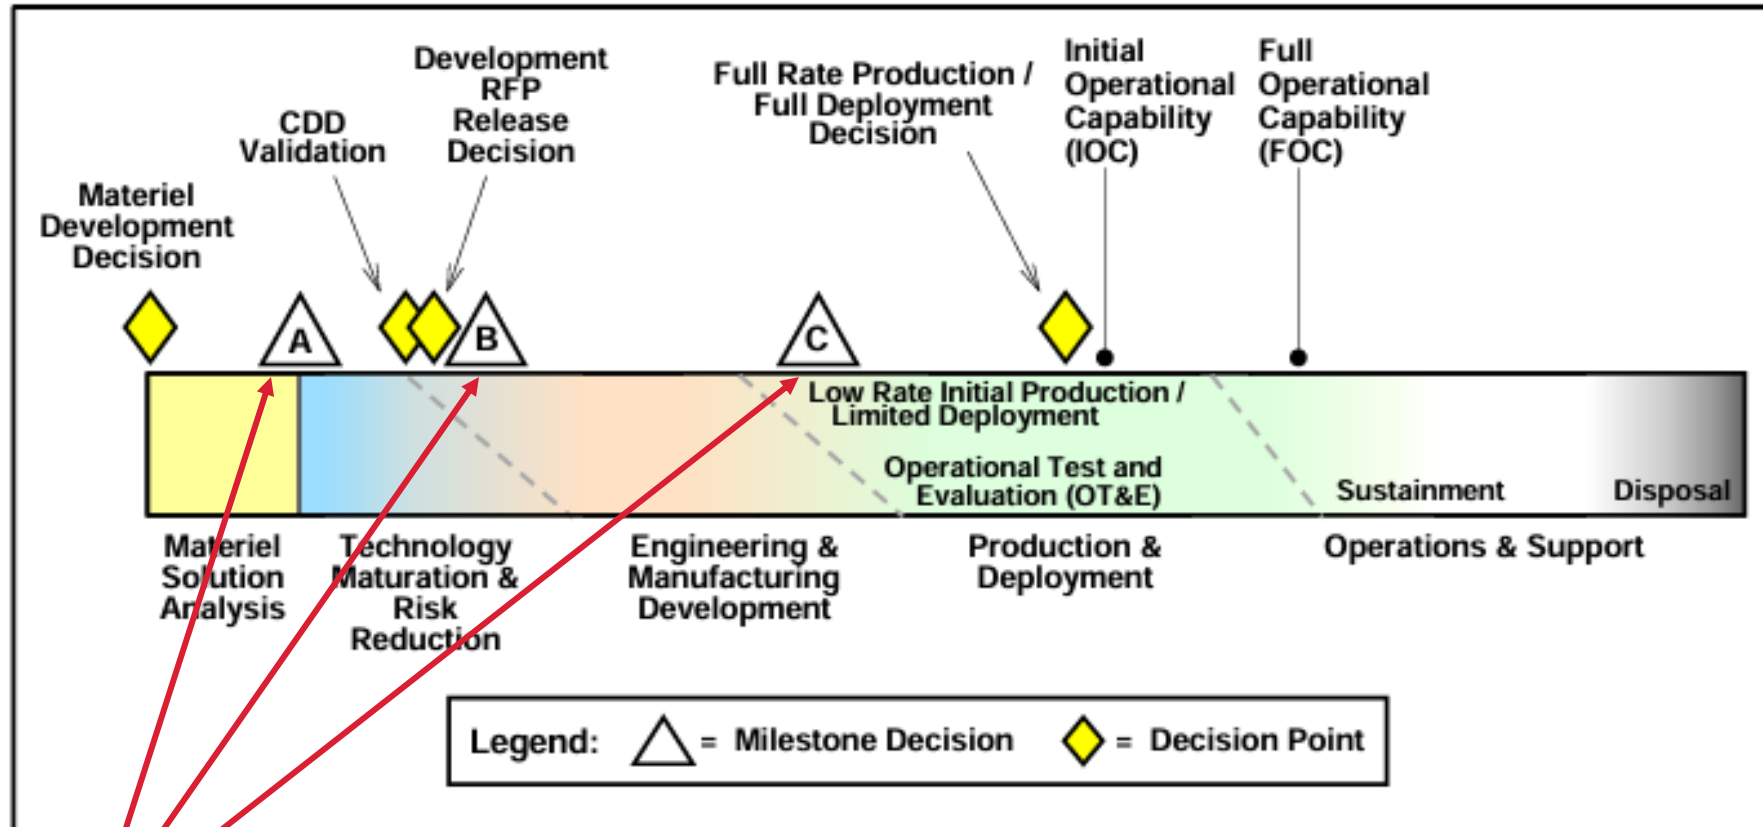 Materiel
Development
Decision
CDD
Validation
Development
RFP
Release
Decision
Full Rate Production /
Full Deployment
Decision
Initial
Operational
Capability
(IOC)
Full
Operational
Capability
(FOC)
A
B
C
Low Rate Initial Production /
Limited Deployment
Operational Test and
Evaluation (OT&E)
Sustainment
Disposal
Materiel
Solution
Analysis
Technology
Maturation &
Risk
Reduction
Engineering &
Manufacturing
Development
Production &
Deployment
Operations & Support
Legend:
= Milestone Decision
= Decision Point